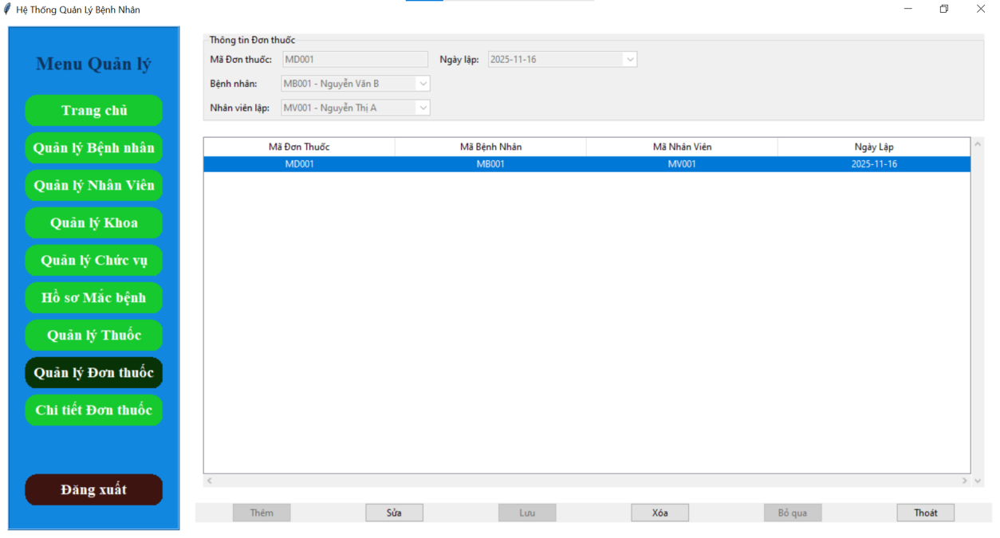 Hệ Thống Quản Lý Bệnh Nhân
Menu Quản lý
Trang chủ
Quản lý Bệnh nhân
Quản lý Nhân Viên
Quản lý Khoa
Quản lý Chức vụ
Hồ sơ Mắc bệnh
Quản lý Thuốc
Quản lý Đơn thuốc
Chi tiết Đơn thuốc
Đăng xuất
Thông tin Đơn thuốc
Mã Đơn thuốc: MD001 Ngày lập: 2025-11-16
Bệnh nhân: MB001 - Nguyễn Văn B
Nhân viên lập: MV001 - Nguyễn Thị A
Mã Đơn Thuốc Mã Bệnh Nhân Mã Nhân Viên Ngày Lập
MD001 MB001 MV001 2025-11-16
Thêm Sửa Lưu Xóa Bỏ qua Thoát